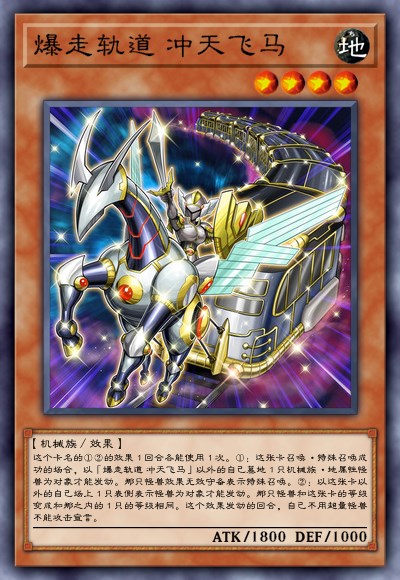 爆走轨道 冲天飞马
地
【机械族/效果】
这个卡名的①②的效果1回合各能使用1次。①：这张卡召唤·特殊召唤成
功的场合，以「爆走轨道 冲天飞马」以外的自己墓地1只机械族·地属性怪
兽为对象才能发动。那只怪兽效果无效守备表示特殊召唤。②：以这张卡以
外的自己场上1只表侧表示怪兽为对象才能发动。那只怪兽和这张卡的等级
变成和那之内的1只的等级相同。这个效果发动的回合，自己不用超量怪兽
不能攻击宣言。
ATK/1800 DEF/1000